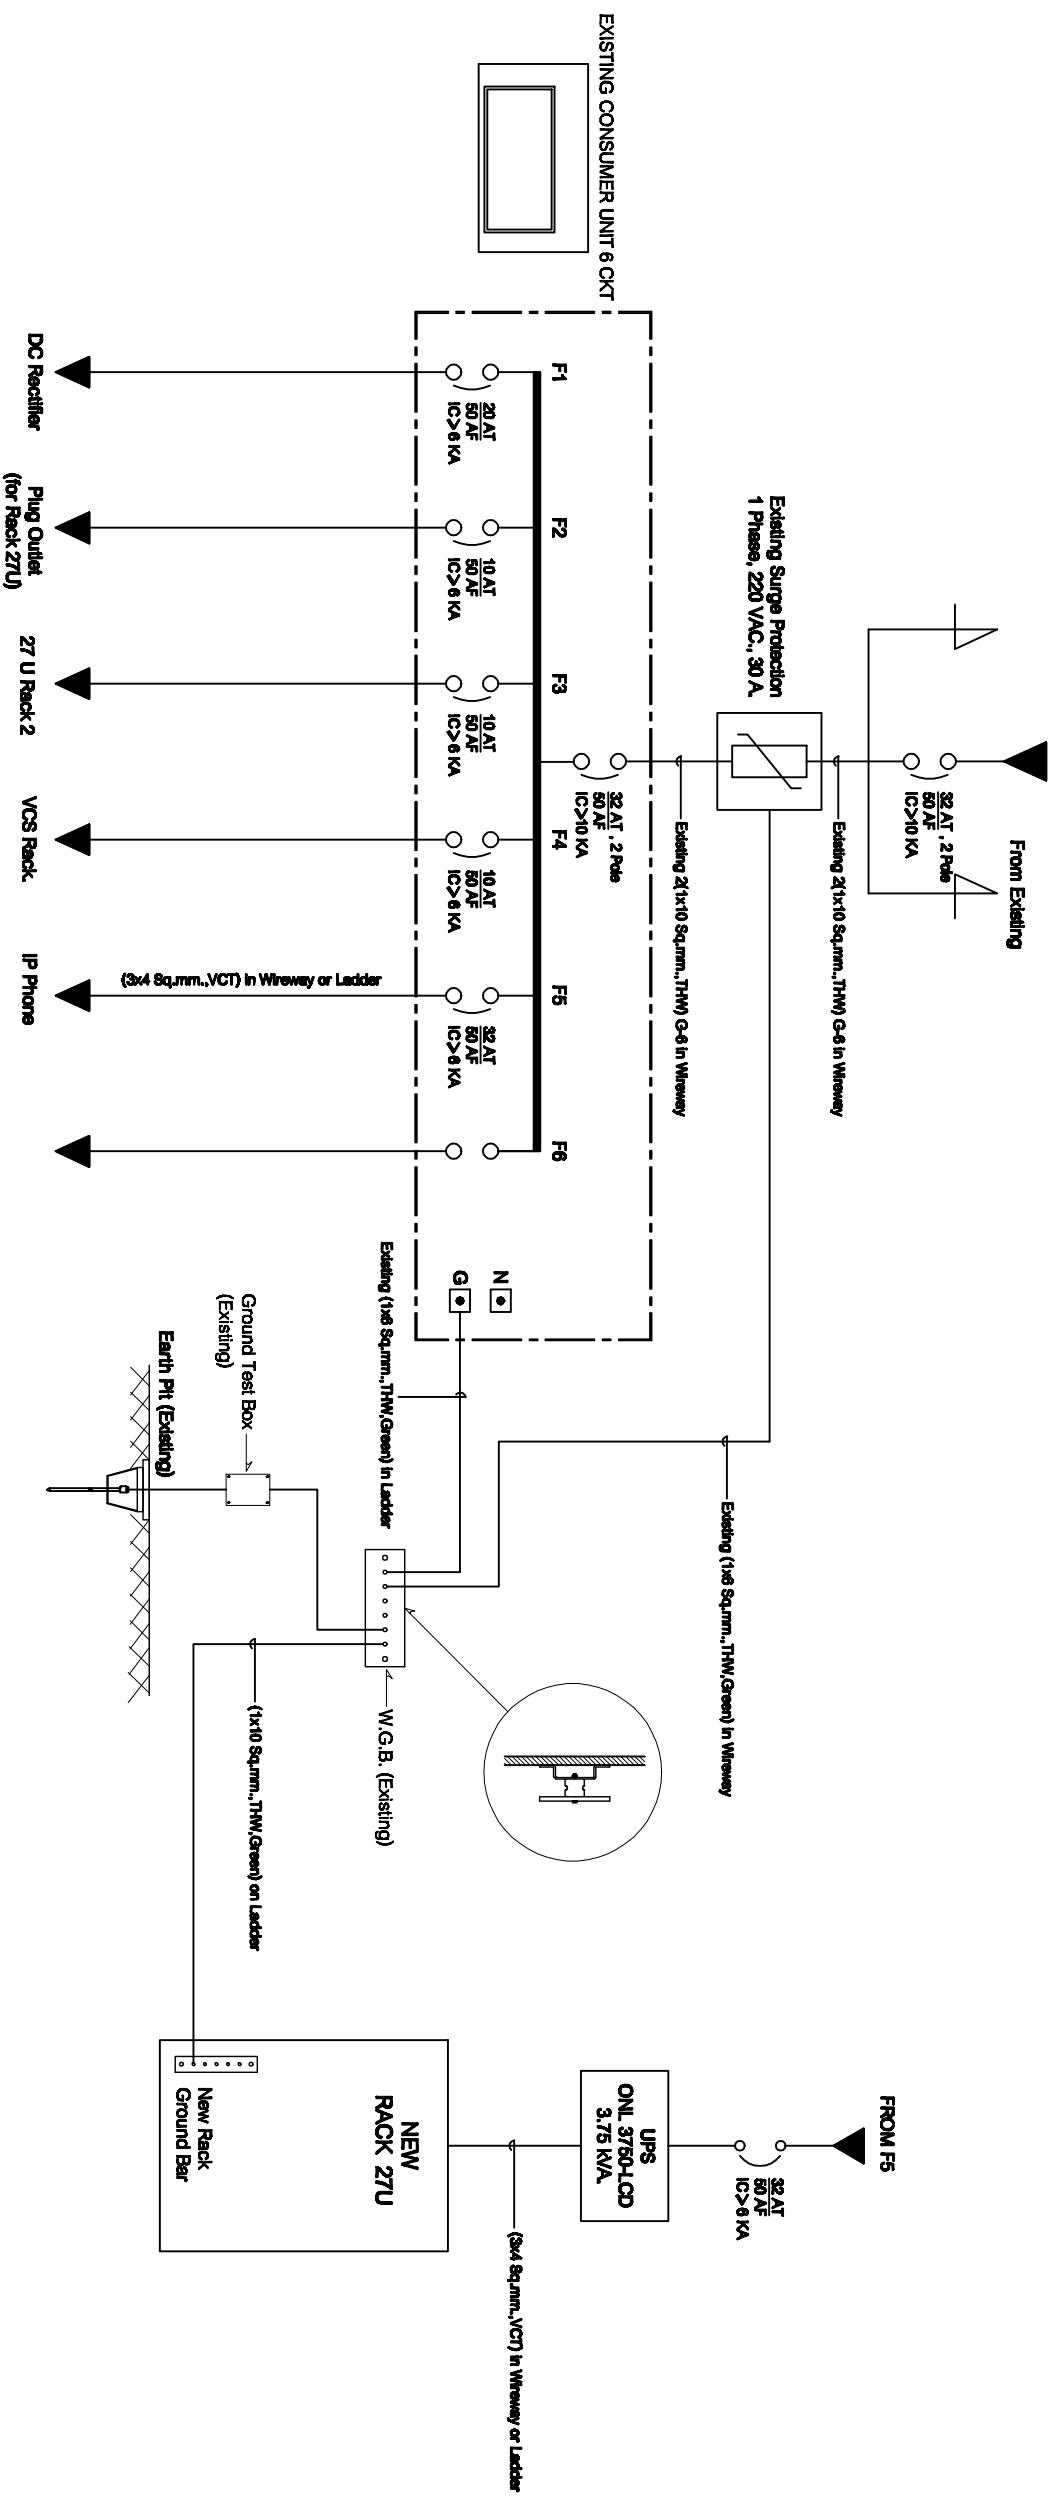 EXISTING CONSUMER UNIT 6 CKT
From Existing
32 AT , 2 Pole
50 AF
IC>10 KA
Existing 2(1x10 Sq.mm.,THW) G-6 in Wireway
Existing Surge Protection
1 Phase, 220 VAC., 30 A.
Existing 2(1x10 Sq.mm.,THW) G-6 in Wireway
32 AT , 2 Pole
50 AF
IC>10 KA
F1
20 AT
50 AF
IC>6 KA
DC Rectifier
F2
10 AT
50 AF
IC>6 KA
Plug Outlet
(for Rack 27U)
F3
10 AT
50 AF
IC>6 KA
27 U Rack 2
F4
10 AT
50 AF
IC>6 KA
VCS Rack.
F5
32 AT
50 AF
IC>6 KA
(3x4 Sq.mm.,VCT) in Wireway or Ladder
IP Phone
F6
N
G
Existing (1x6 Sq.mm.,THW,Green) in Ladder
Existing (1x6 Sq.mm.,THW,Green) in Wireway
Ground Test Box
(Existing)
Earth Pit (Existing)
W.G.B. (Existing)
(1x10 Sq.mm.,THW,Green) on Ladder
FROM F5
32 AT
50 AF
IC>6 KA
UPS
ONL 3750-LCD
3.75 kVA.
(3x4 Sq.mm.,VCT) in Wireway or Ladder
NEW
RACK 27U
New Rack
Ground Bar